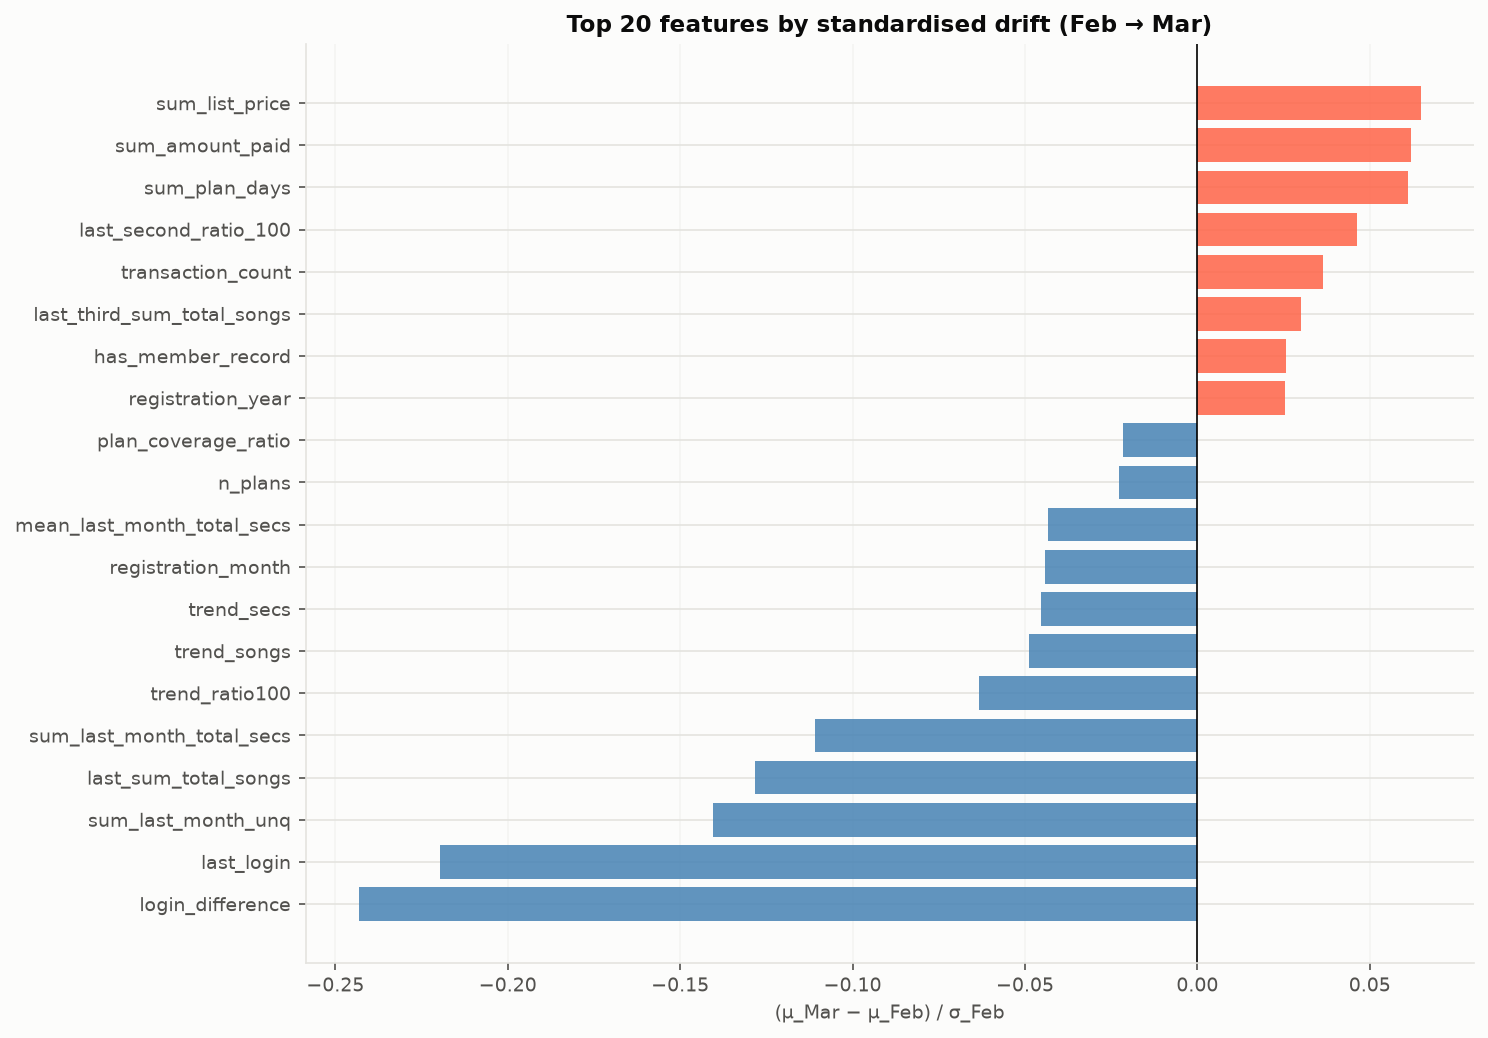 Top 20 features by standardised drift (Feb → Mar)
sum_list_price
sum_amount_paid
sum_plan_days
last_second_ratio_100
transaction_count
last_third_sum_total_songs
has_member_record
registration_year
plan_coverage_ratio
n_plans
mean_last_month_total_secs
registration_month
trend_secs
trend_songs
trend_ratio100
sum_last_month_total_secs
last_sum_total_songs
sum_last_month_unq
last_login
login_difference
−0.25 −0.20 −0.15 −0.10 −0.05 0.00 0.05
(μ_Mar − μ_Feb) / σ_Feb